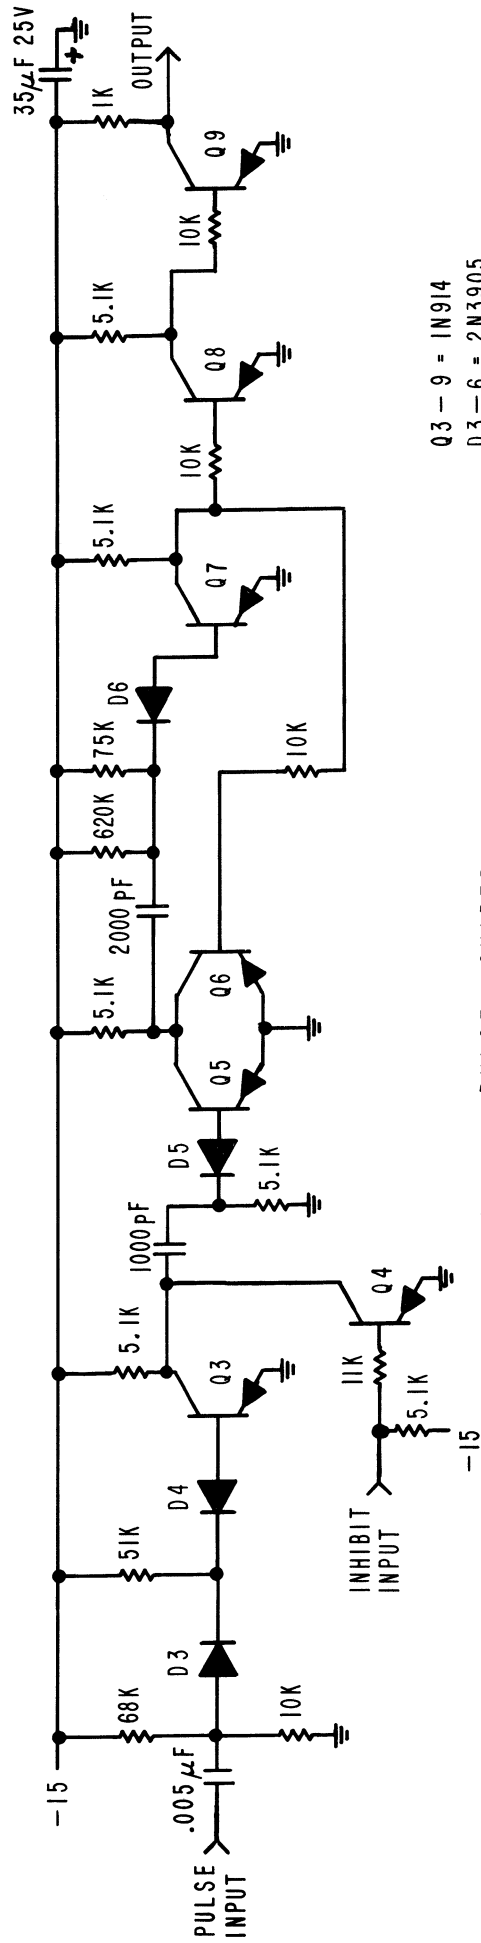 35μF 25V
-15
68K
51K
5.1K
5.1K
620K
75K
5.1K
5.1K
1K
OUTPUT
PULSE
INPUT
.005μF
D3
D4
Q3
1000pF
D5
Q5
Q6
2000pF
D6
Q7
Q8
Q9
10K
10K
10K
10K
5.1K
INHIBIT
INPUT
11K
5.1K
-15
Q4
Q3-9 = 1N914
D3-6 = 2N3905